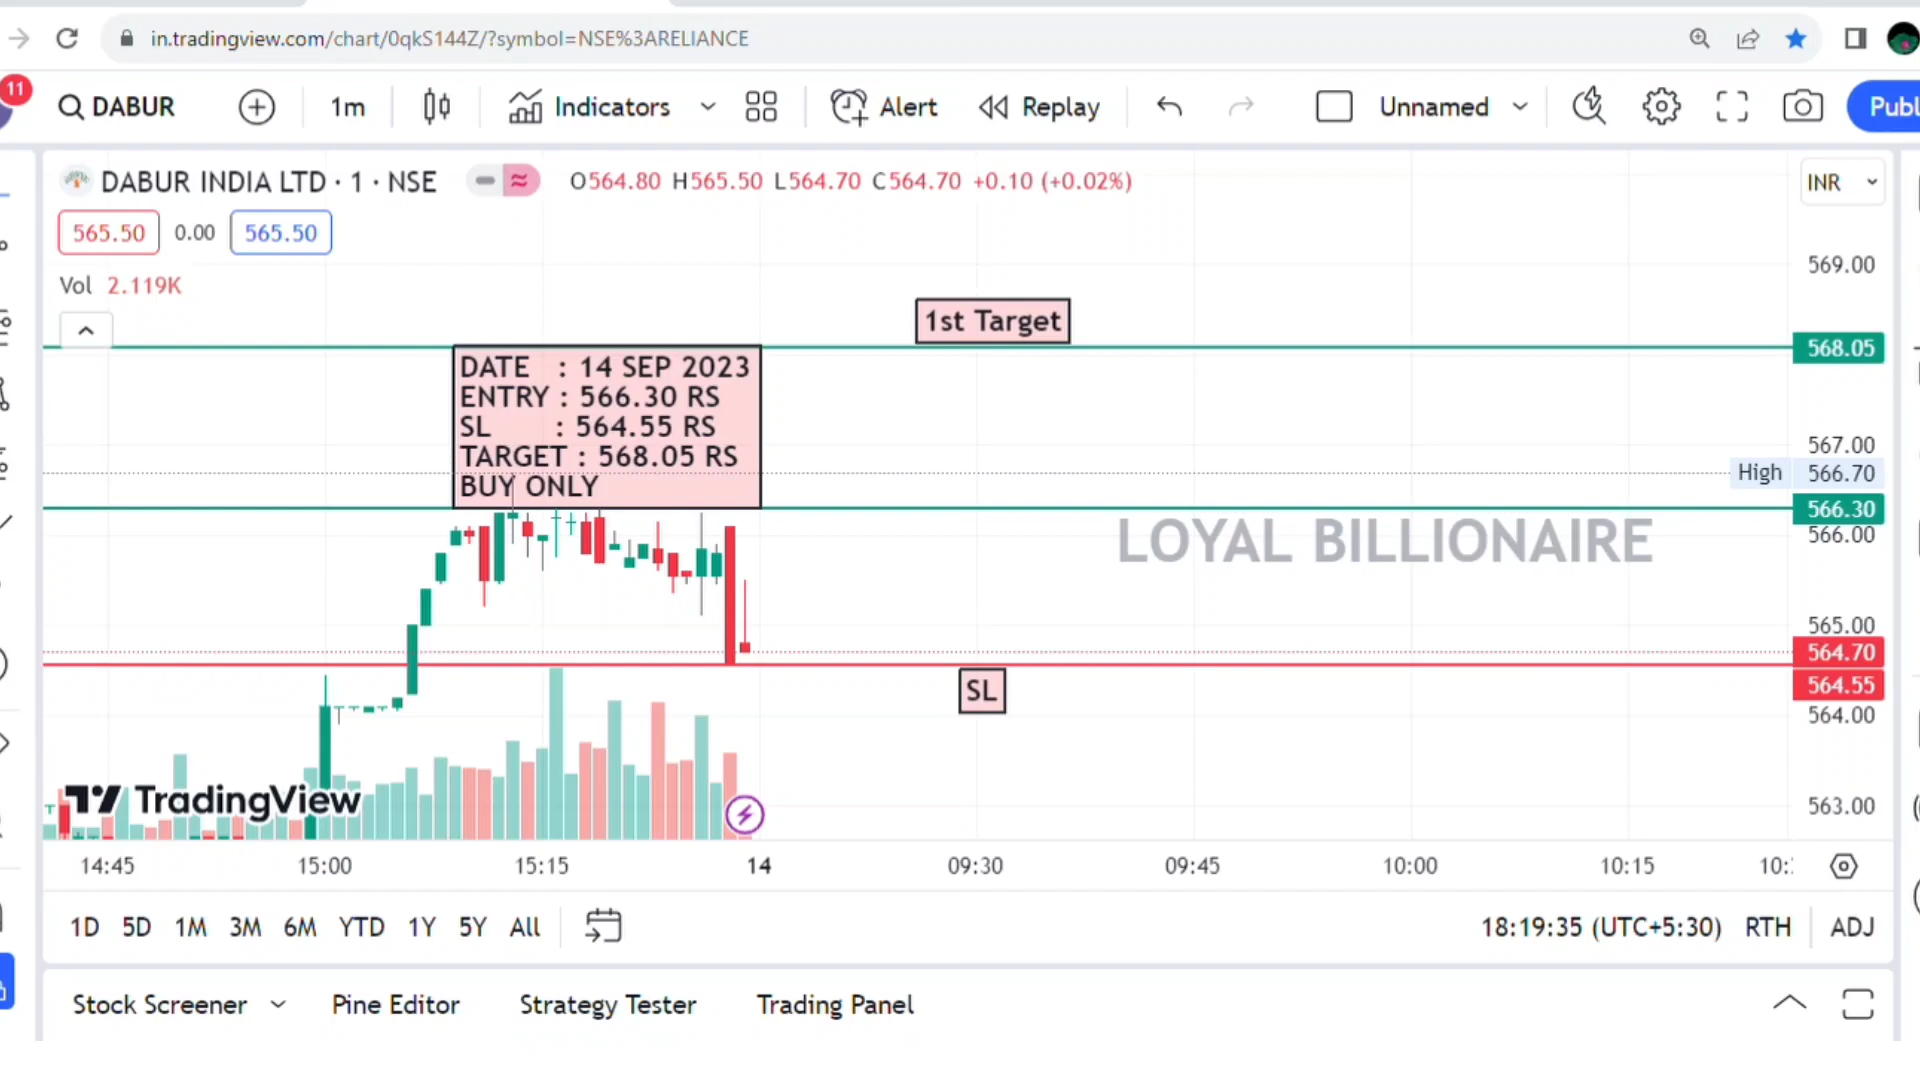 in.tradingview.com/chart/0qkS144Z/?symbol=NSE%3ARELIANCE
11
DABUR 1m Indicators Alert Replay Unnamed
DABUR INDIA LTD · 1 · NSE O564.80 H565.50 L564.70 C564.70 +0.10 (+0.02%) INR
565.50 0.00 565.50
Vol 2.119K
569.00
1st Target
568.05
DATE : 14 SEP 2023
ENTRY : 566.30 RS
SL : 564.55 RS
TARGET : 568.05 RS
BUY ONLY
567.00
High 566.70
566.30
566.00
LOYAL BILLIONAIRE
565.00
564.70
564.55
SL
564.00
TradingView
563.00
14:45 15:00 15:15 14 09:30 09:45 10:00 10:15
1D 5D 1M 3M 6M YTD 1Y 5Y All 18:19:35 (UTC+5:30) RTH ADJ
Stock Screener Pine Editor Strategy Tester Trading Panel